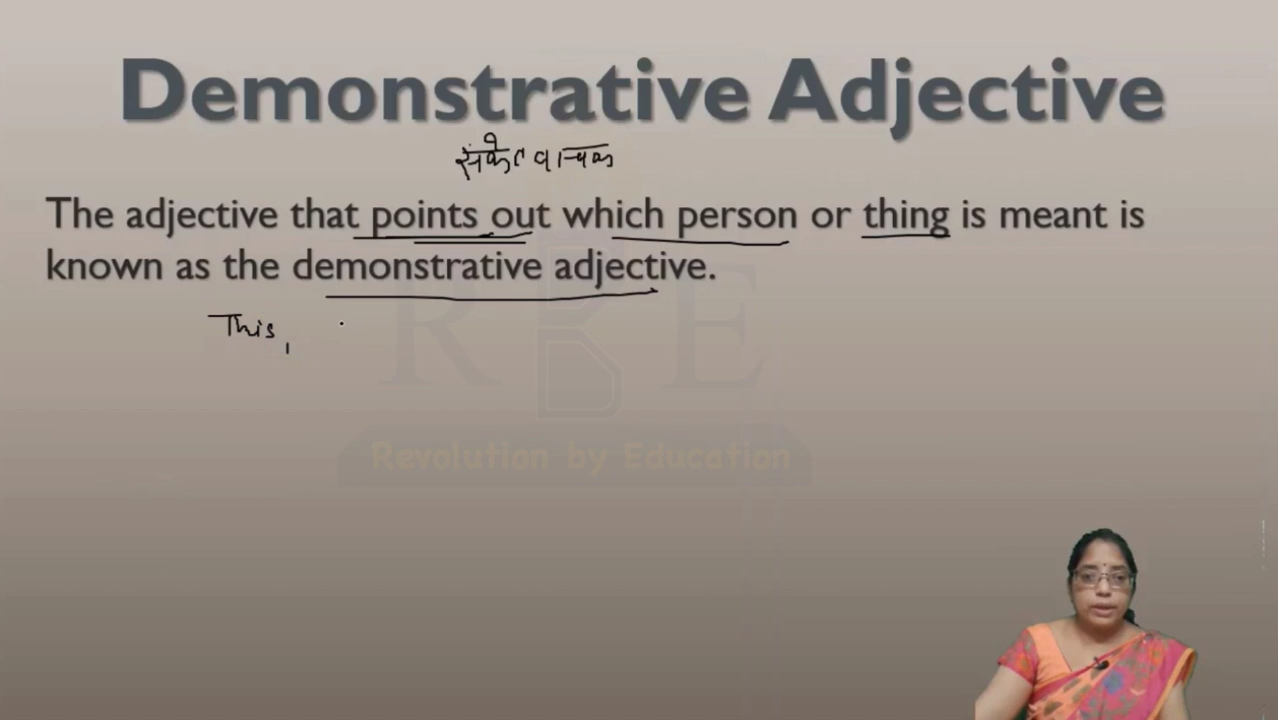 Demonstrative Adjective
संकेतवाचक
The adjective that points out which person or thing is meant is
known as the demonstrative adjective.
This,
RBE
Revolution by Education